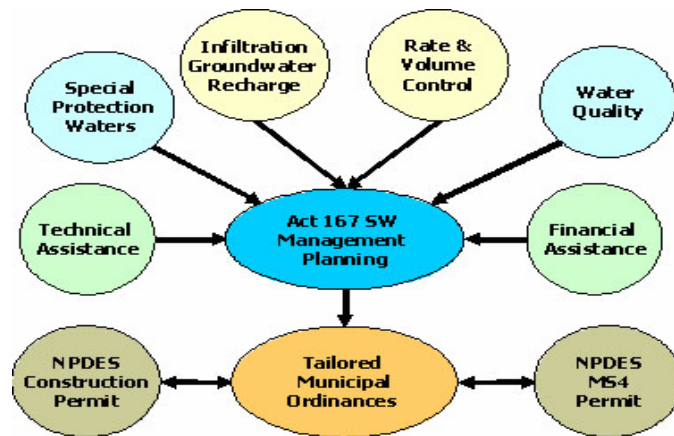 Infiltration
Groundwater
Recharge
Rate &
Volume
Control
Special
Protection
Waters
Water
Quality
Technical
Assistance
Act 167 SW
Management
Planning
Financial
Assistance
NPDES
Construction
Permit
Tailored
Municipal
Ordinances
NPDES
MS4
Permit